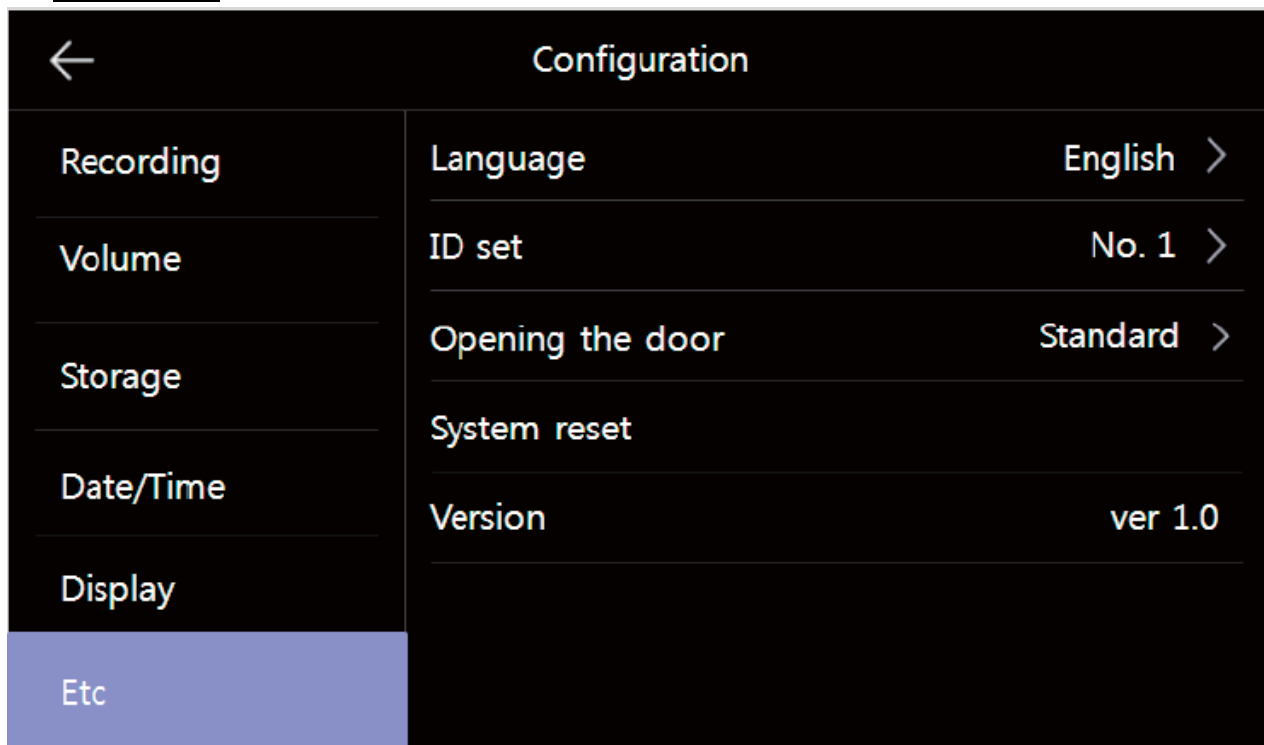 Configuration
Recording
Volume
Storage
Date/Time
Display
Etc
Language English
ID set No. 1
Opening the door Standard
System reset
Version ver 1.0